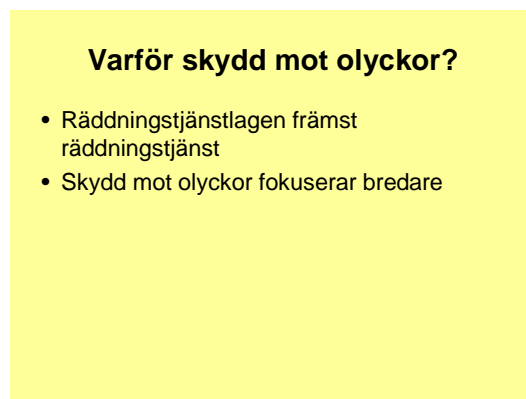 Varför skydd mot olyckor?
• Räddningstjänstlagen främst
räddningstjänst
• Skydd mot olyckor fokuserar bredare